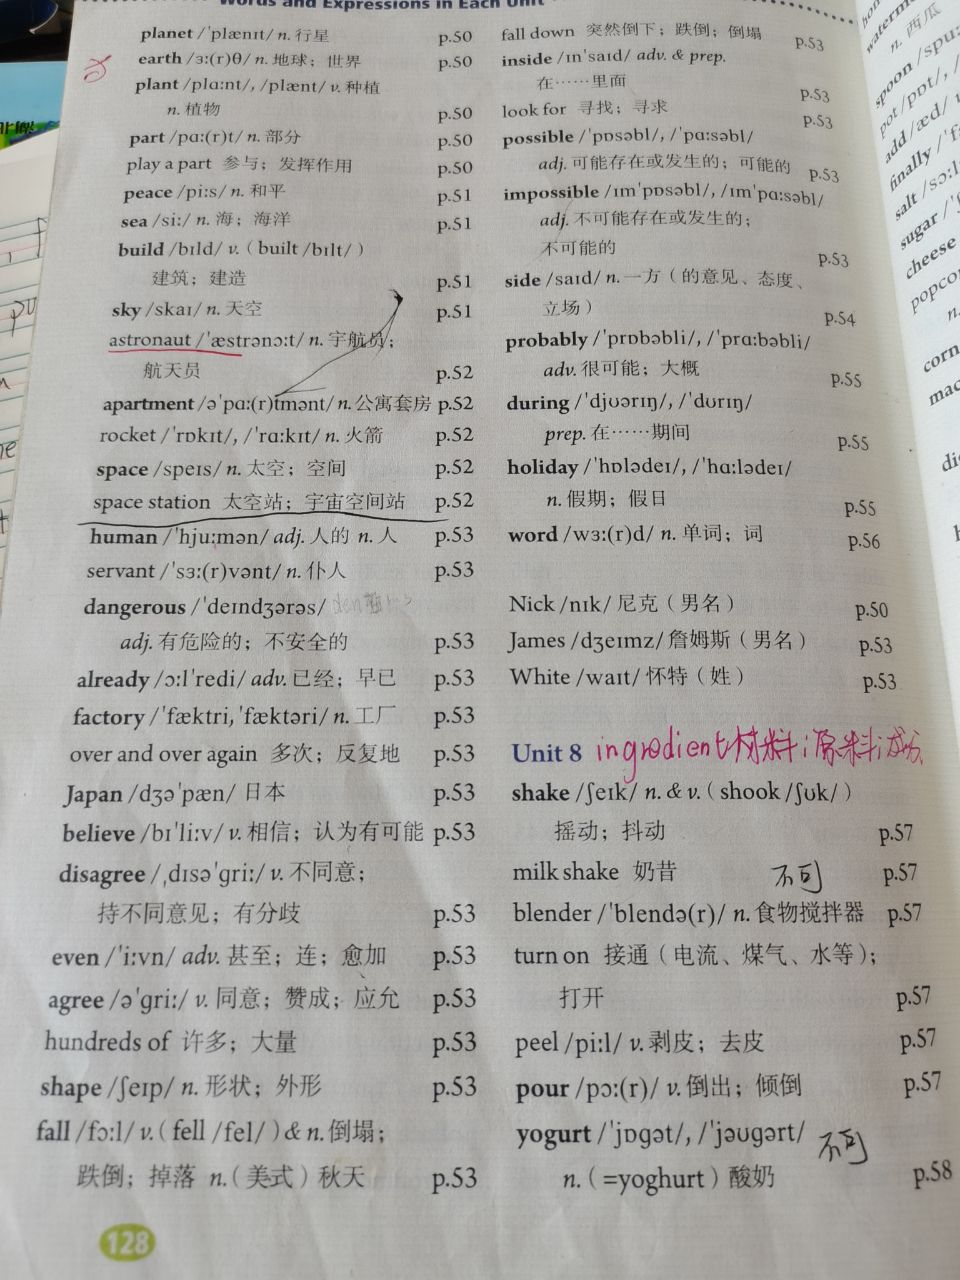 Words and Expressions in Each Unit
planet /ˈplænɪt/ n. 行星 p.50
earth /ɜː(r)θ/ n. 地球；世界 p.50
plant /plɑːnt/, /plænt/ v. 种植
n. 植物 p.50
part /pɑː(r)t/ n. 部分 p.50
play a part 参与；发挥作用 p.50
peace /piːs/ n. 和平 p.51
sea /siː/ n. 海；海洋 p.51
build /bɪld/ v.（built /bɪlt/）
建筑；建造 p.51
sky /skaɪ/ n. 天空 p.51
astronaut /ˈæstrənɔːt/ n. 宇航员；
航天员 p.52
apartment /əˈpɑː(r)tmənt/ n. 公寓套房 p.52
rocket /ˈrɒkɪt/, /ˈrɑːkɪt/ n. 火箭 p.52
space /speɪs/ n. 太空；空间 p.52
space station 太空站；宇宙空间站 p.52
human /ˈhjuːmən/ adj. 人的 n. 人 p.53
servant /ˈsɜː(r)vənt/ n. 仆人 p.53
dangerous /ˈdeɪndʒərəs/
adj. 有危险的；不安全的 p.53
already /ɔːlˈredi/ adv. 已经；早已 p.53
factory /ˈfæktri, ˈfæktəri/ n. 工厂 p.53
over and over again 多次；反复地 p.53
Japan /dʒəˈpæn/ 日本 p.53
believe /bɪˈliːv/ v. 相信；认为有可能 p.53
disagree /ˌdɪsəˈɡriː/ v. 不同意；
持不同意见；有分歧 p.53
even /ˈiːvn/ adv. 甚至；连；愈加 p.53
agree /əˈɡriː/ v. 同意；赞成；应允 p.53
hundreds of 许多；大量 p.53
shape /ʃeɪp/ n. 形状；外形 p.53
fall /fɔːl/ v.（fell /fel/）& n. 倒塌；
跌倒；掉落 n.（美式）秋天 p.53
128
fall down 突然倒下；跌倒；倒塌 p.53
inside /ɪnˈsaɪd/ adv. & prep.
在……里面 p.53
look for 寻找；寻求 p.53
possible /ˈpɒsəbl/, /ˈpɑːsəbl/
adj. 可能存在或发生的；可能的 p.53
impossible /ɪmˈpɒsəbl/, /ɪmˈpɑːsəbl/
adj. 不可能存在或发生的；
不可能的 p.53
side /saɪd/ n. 一方（的意见、态度、
立场） p.54
probably /ˈprɒbəbli/, /ˈprɑːbəbli/
adv. 很可能；大概 p.55
during /ˈdjʊərɪŋ/, /ˈdʊrɪŋ/
prep. 在……期间 p.55
holiday /ˈhɒlədeɪ/, /ˈhɑːlədeɪ/
n. 假期；假日 p.55
word /wɜː(r)d/ n. 单词；词 p.56
Nick /nɪk/ 尼克（男名） p.50
James /dʒeɪmz/ 詹姆斯（男名） p.53
White /waɪt/ 怀特（姓） p.53
Unit 8 ingredient 材料；原料；成分
shake /ʃeɪk/ n. & v.（shook /ʃʊk/）
摇动；抖动 p.57
milk shake 奶昔 不可 p.57
blender /ˈblendə(r)/ n. 食物搅拌器 p.57
turn on 接通（电流、煤气、水等）；
打开 p.57
peel /piːl/ v. 剥皮；去皮 p.57
pour /pɔː(r)/ v. 倒出；倾倒 p.57
yogurt /ˈjɒɡət/, /ˈjəʊɡərt/ 不可
n.（=yoghurt）酸奶 p.58
n. 西瓜
spoon /spuː
pot /pɒt/, /
add /æd/
finally /ˈf
salt /sɔːl
sugar /ˈʃ
cheese
popco
n.
corn
mac